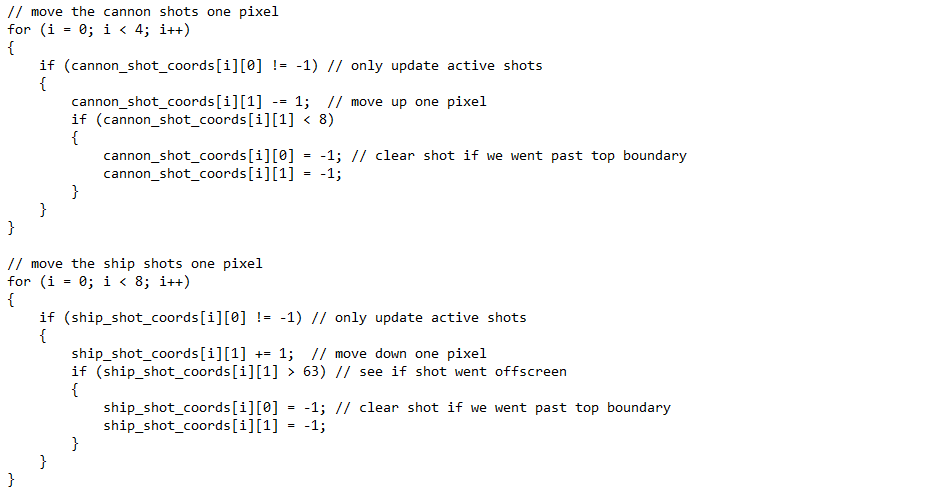 // move the cannon shots one pixel
for (i = 0; i < 4; i++)
{
    if (cannon_shot_coords[i][0] != -1) // only update active shots
    {
        cannon_shot_coords[i][1] -= 1;  // move up one pixel
        if (cannon_shot_coords[i][1] < 8)
        {
            cannon_shot_coords[i][0] = -1; // clear shot if we went past top boundary
            cannon_shot_coords[i][1] = -1;
        }
    }
}

// move the ship shots one pixel
for (i = 0; i < 8; i++)
{
    if (ship_shot_coords[i][0] != -1) // only update active shots
    {
        ship_shot_coords[i][1] += 1;  // move down one pixel
        if (ship_shot_coords[i][1] > 63) // see if shot went offscreen
        {
            ship_shot_coords[i][0] = -1; // clear shot if we went past top boundary
            ship_shot_coords[i][1] = -1;
        }
    }
}